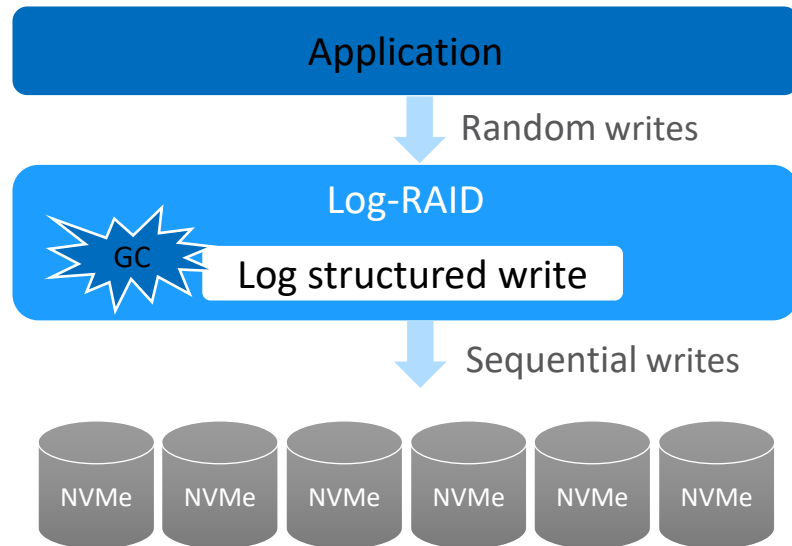 Application
Random writes
Log-RAID
GC
Log structured write
Sequential writes
NVMe NVMe NVMe NVMe NVMe NVMe